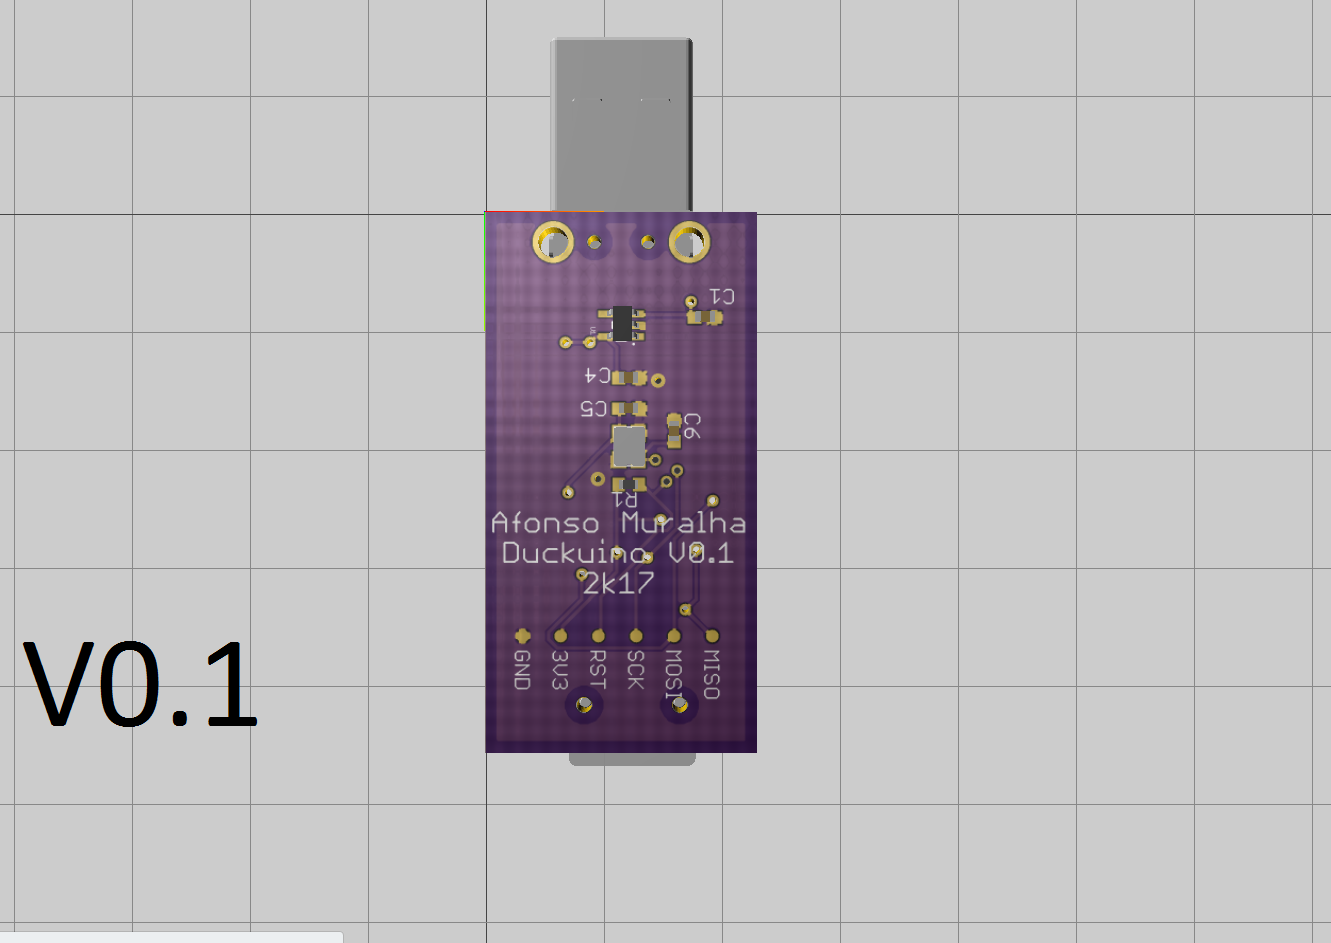 C1
C4
C5
C6
R1
Afonso Muralha
Duckuino V0.1
2k17
GND
3V3
RST
SCK
MOSI
MISO
V0.1